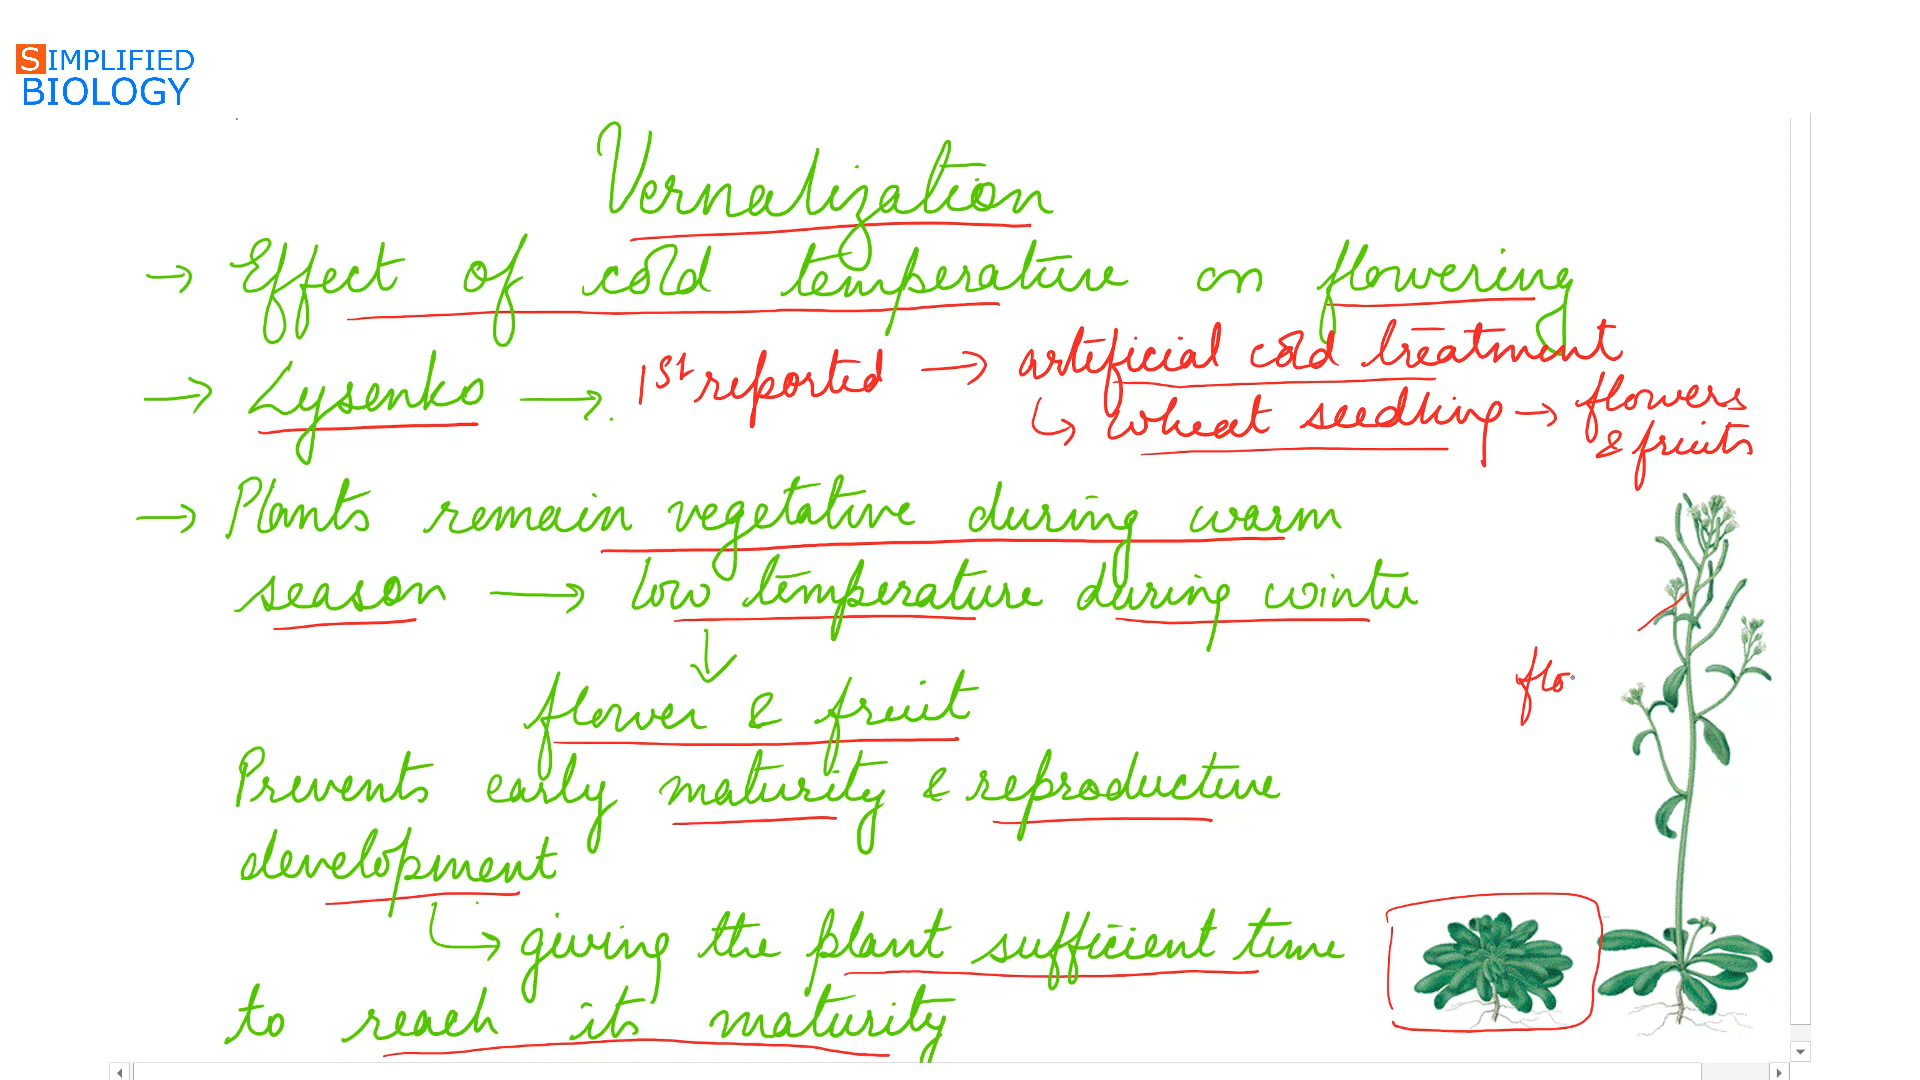 SIMPLIFIED
BIOLOGY
Vernalization
→ Effect of cold temperature on flowering
→ Lysenko → 1st reported → artificial cold treatment
↳ wheat seedling → flowers
& fruits
→ Plants remain vegetative during warm
season → low temperature during winter
↓
flower & fruit
flo
Prevents early maturity & reproductive
development
↳ giving the plant sufficient time
to reach its maturity